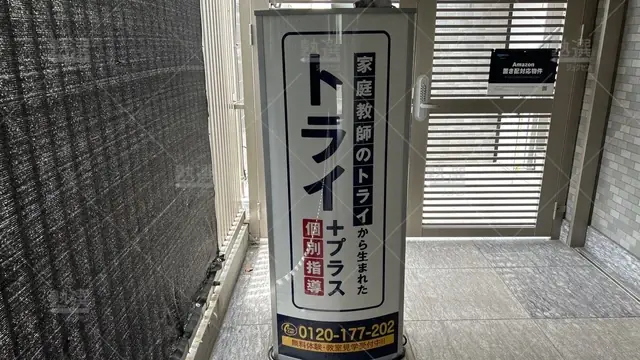 家庭教師のトライから生まれた
個別指導
トライ+プラス
0120-177-202
無料体験・教室見学受付中!!
Amazon
置き配対応物件